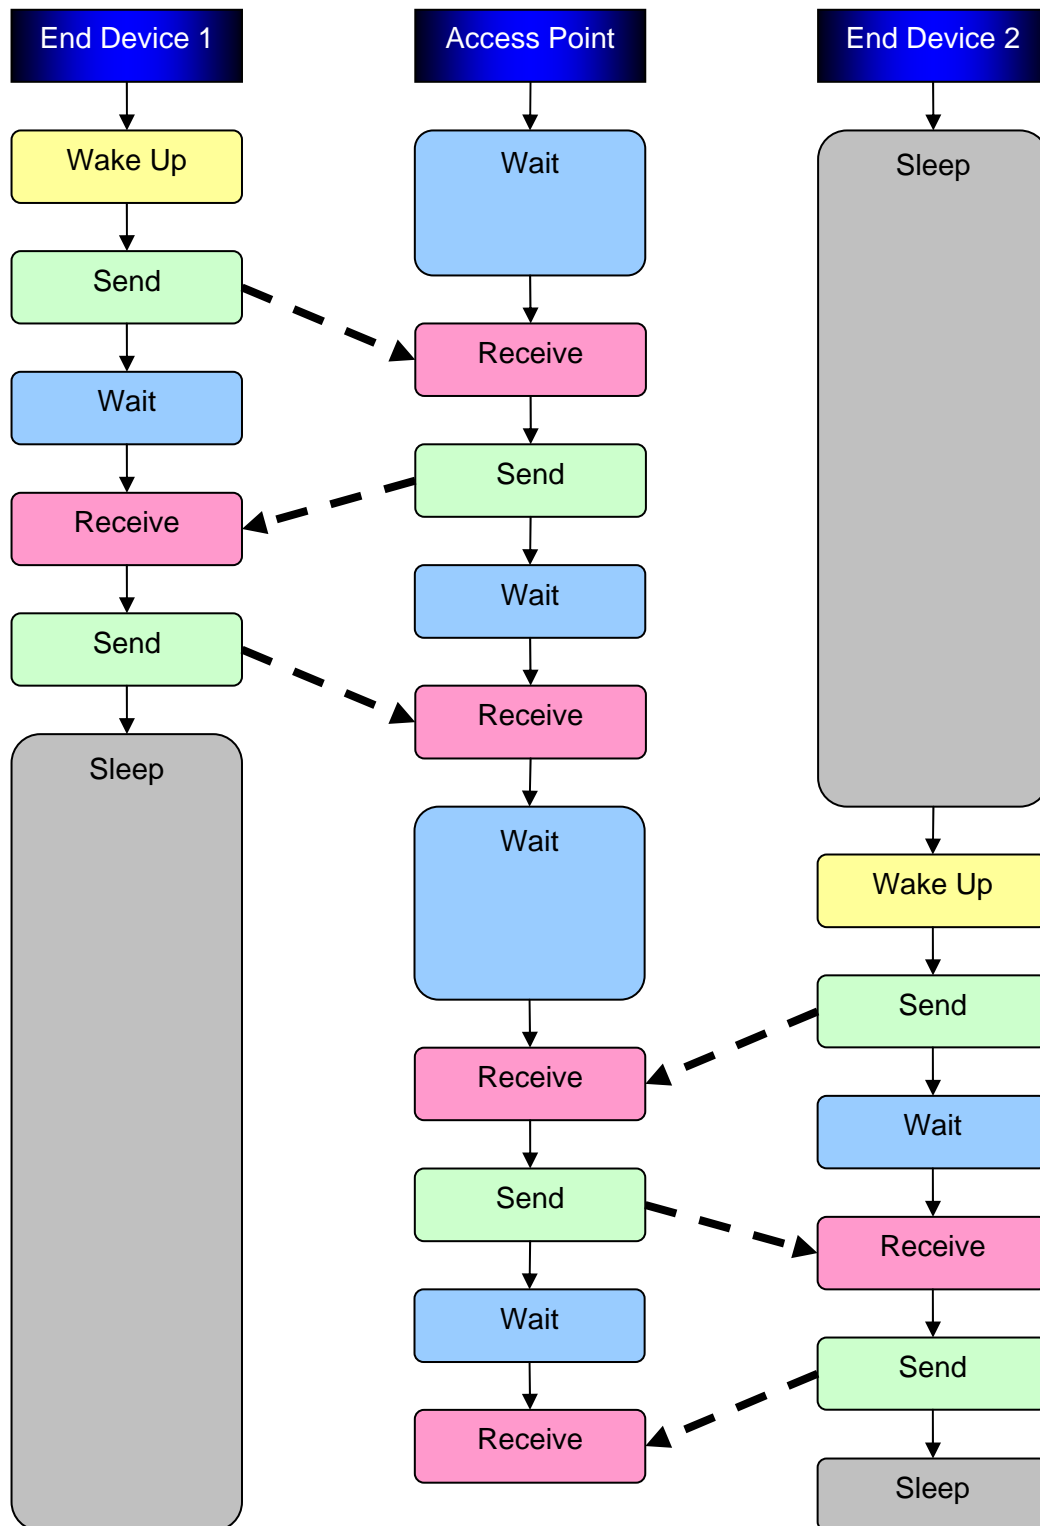 End Device 1
Access Point
End Device 2
Wake Up
Wait
Sleep
Send
Receive
Wait
Send
Receive
Wait
Send
Receive
Sleep
Wait
Wake Up
Send
Receive
Wait
Send
Receive
Wait
Send
Receive
Sleep